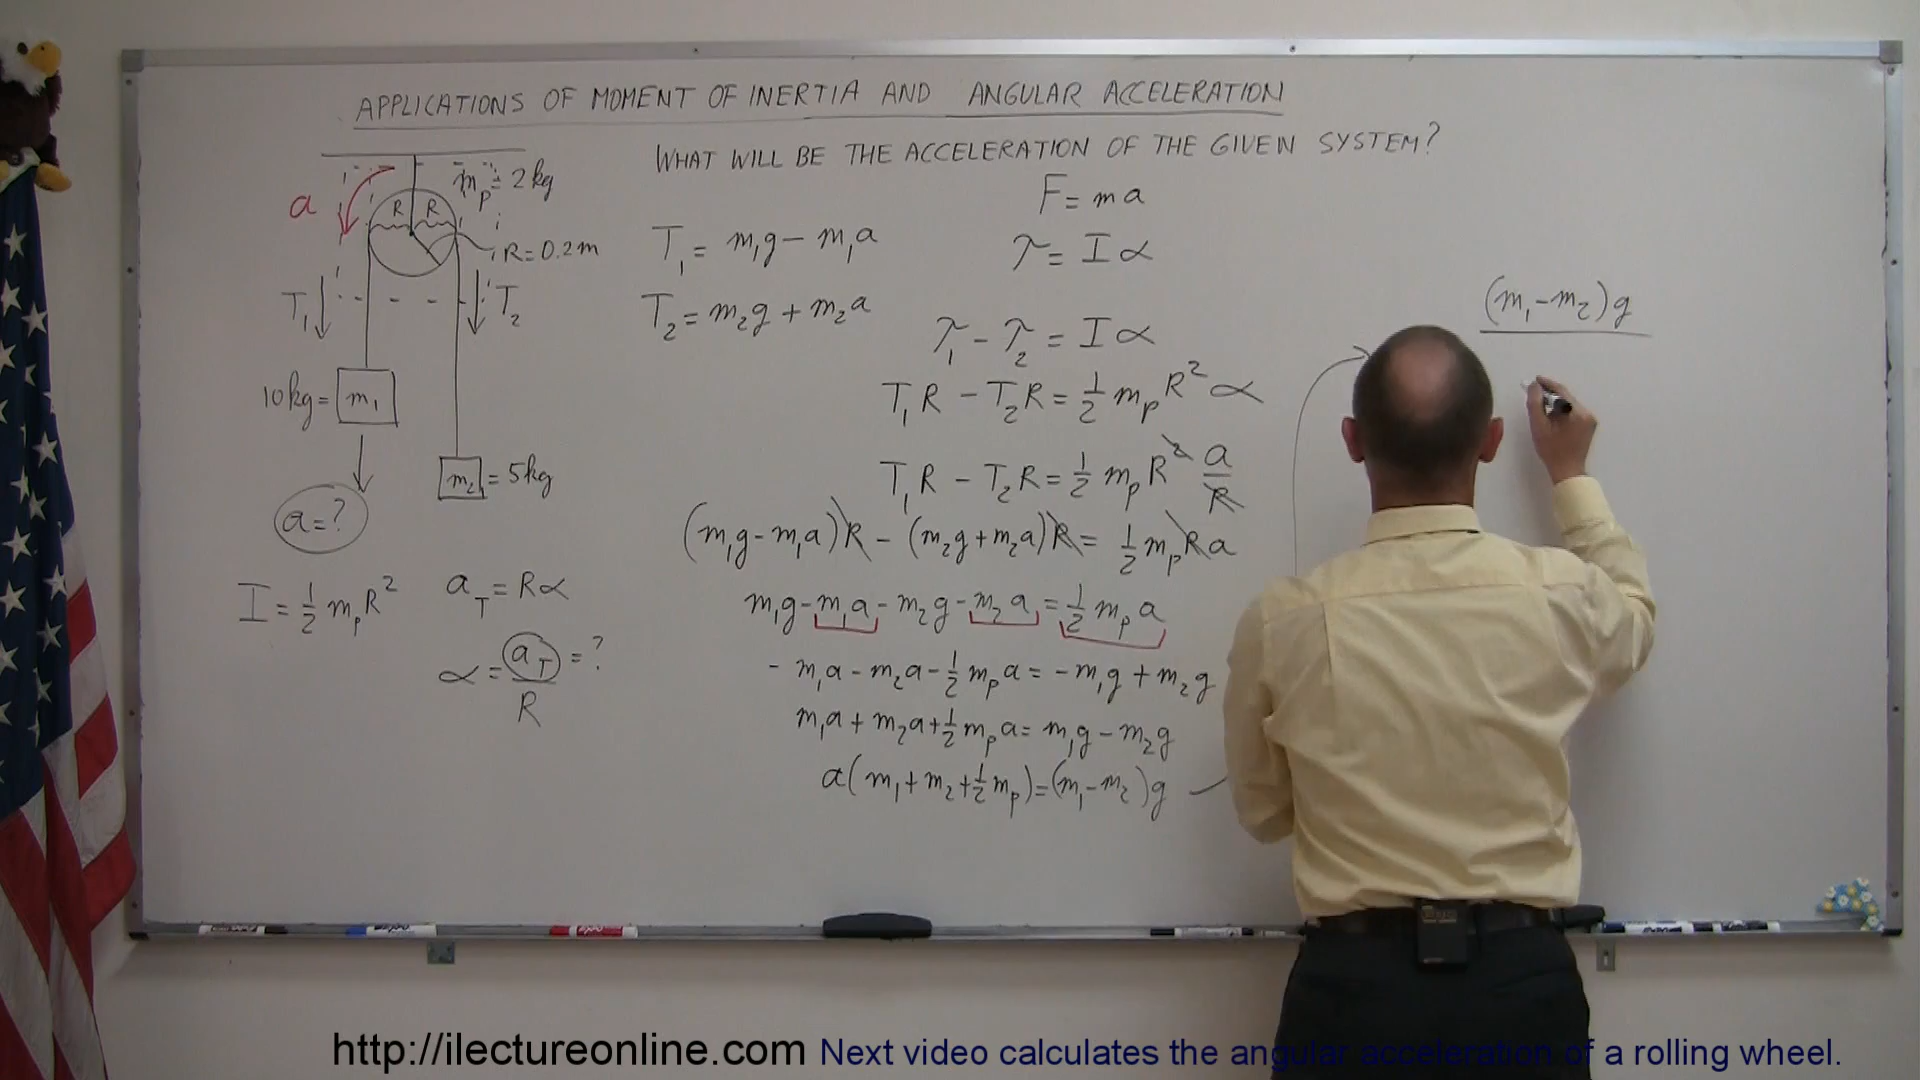 APPLICATIONS OF MOMENT OF INERTIA AND ANGULAR ACCELERATION
WHAT WILL BE THE ACCELERATION OF THE GIVEN SYSTEM?
m_p = 2 kg
a
R R
R = 0.2 m
T₁
T₂
10 kg = m₁
m₂ = 5 kg
a = ?
I = ½ m_p R²
a_T = Rα
α = a_T / R = ?
T₁ = m₁g - m₁a
T₂ = m₂g + m₂a
F = ma
τ = Iα
τ₁ - τ₂ = Iα
T₁R - T₂R = ½ m_p R² α
T₁R - T₂R = ½ m_p R² a/R
(m₁g - m₁a)R - (m₂g + m₂a)R = ½ m_p R a
m₁g - m₁a - m₂g - m₂a = ½ m_p a
- m₁a - m₂a - ½ m_p a = - m₁g + m₂g
m₁a + m₂a + ½ m_p a = m₁g - m₂g
a(m₁ + m₂ + ½ m_p) = (m₁ - m₂)g
(m₁ - m₂)g
http://ilectureonline.com Next video calculates the angular acceleration of a rolling wheel.